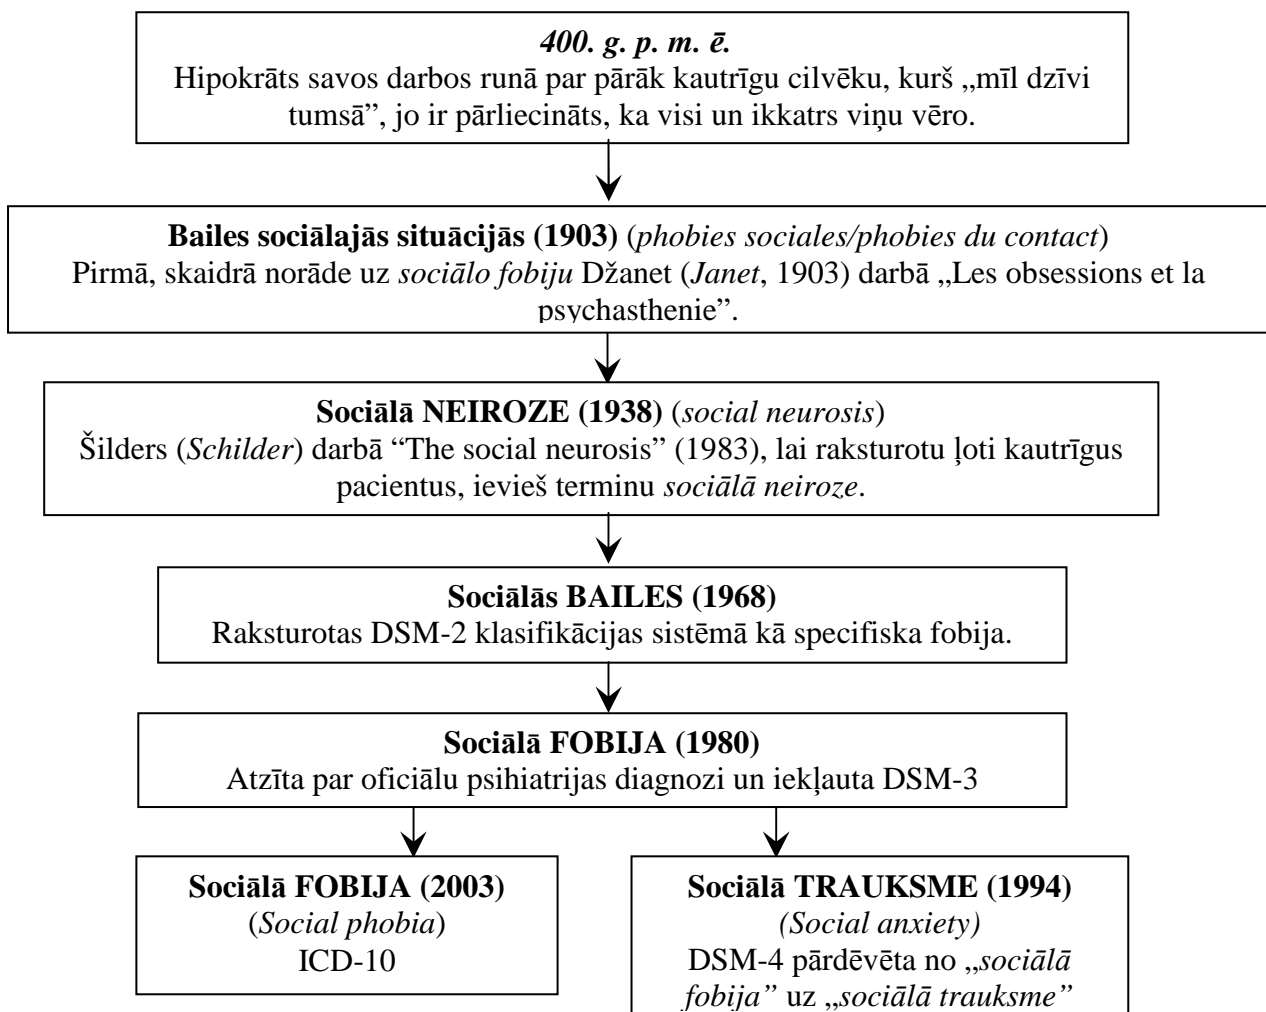 400. g. p. m. ē.
Hipokrāts savos darbos runā par pārāk kautrīgu cilvēku, kurš „mīl dzīvi
tumsā”, jo ir pārliecināts, ka visi un ikkatrs viņu vēro.
Bailes sociālajās situācijās (1903) (phobies sociales/phobies du contact)
Pirmā, skaidrā norāde uz sociālo fobiju Džanet (Janet, 1903) darbā „Les obsessions et la
psychasthenie”.
Sociālā NEIROZE (1938) (social neurosis)
Šilders (Schilder) darbā “The social neurosis” (1983), lai raksturotu ļoti kautrīgus
pacientus, ievieš terminu sociālā neiroze.
Sociālās BAILES (1968)
Raksturotas DSM-2 klasifikācijas sistēmā kā specifiska fobija.
Sociālā FOBIJA (1980)
Atzīta par oficiālu psihiatrijas diagnozi un iekļauta DSM-3
Sociālā FOBIJA (2003)
(Social phobia)
ICD-10
Sociālā TRAUKSME (1994)
(Social anxiety)
DSM-4 pārdēvēta no „sociālā
fobija” uz „sociālā trauksme”